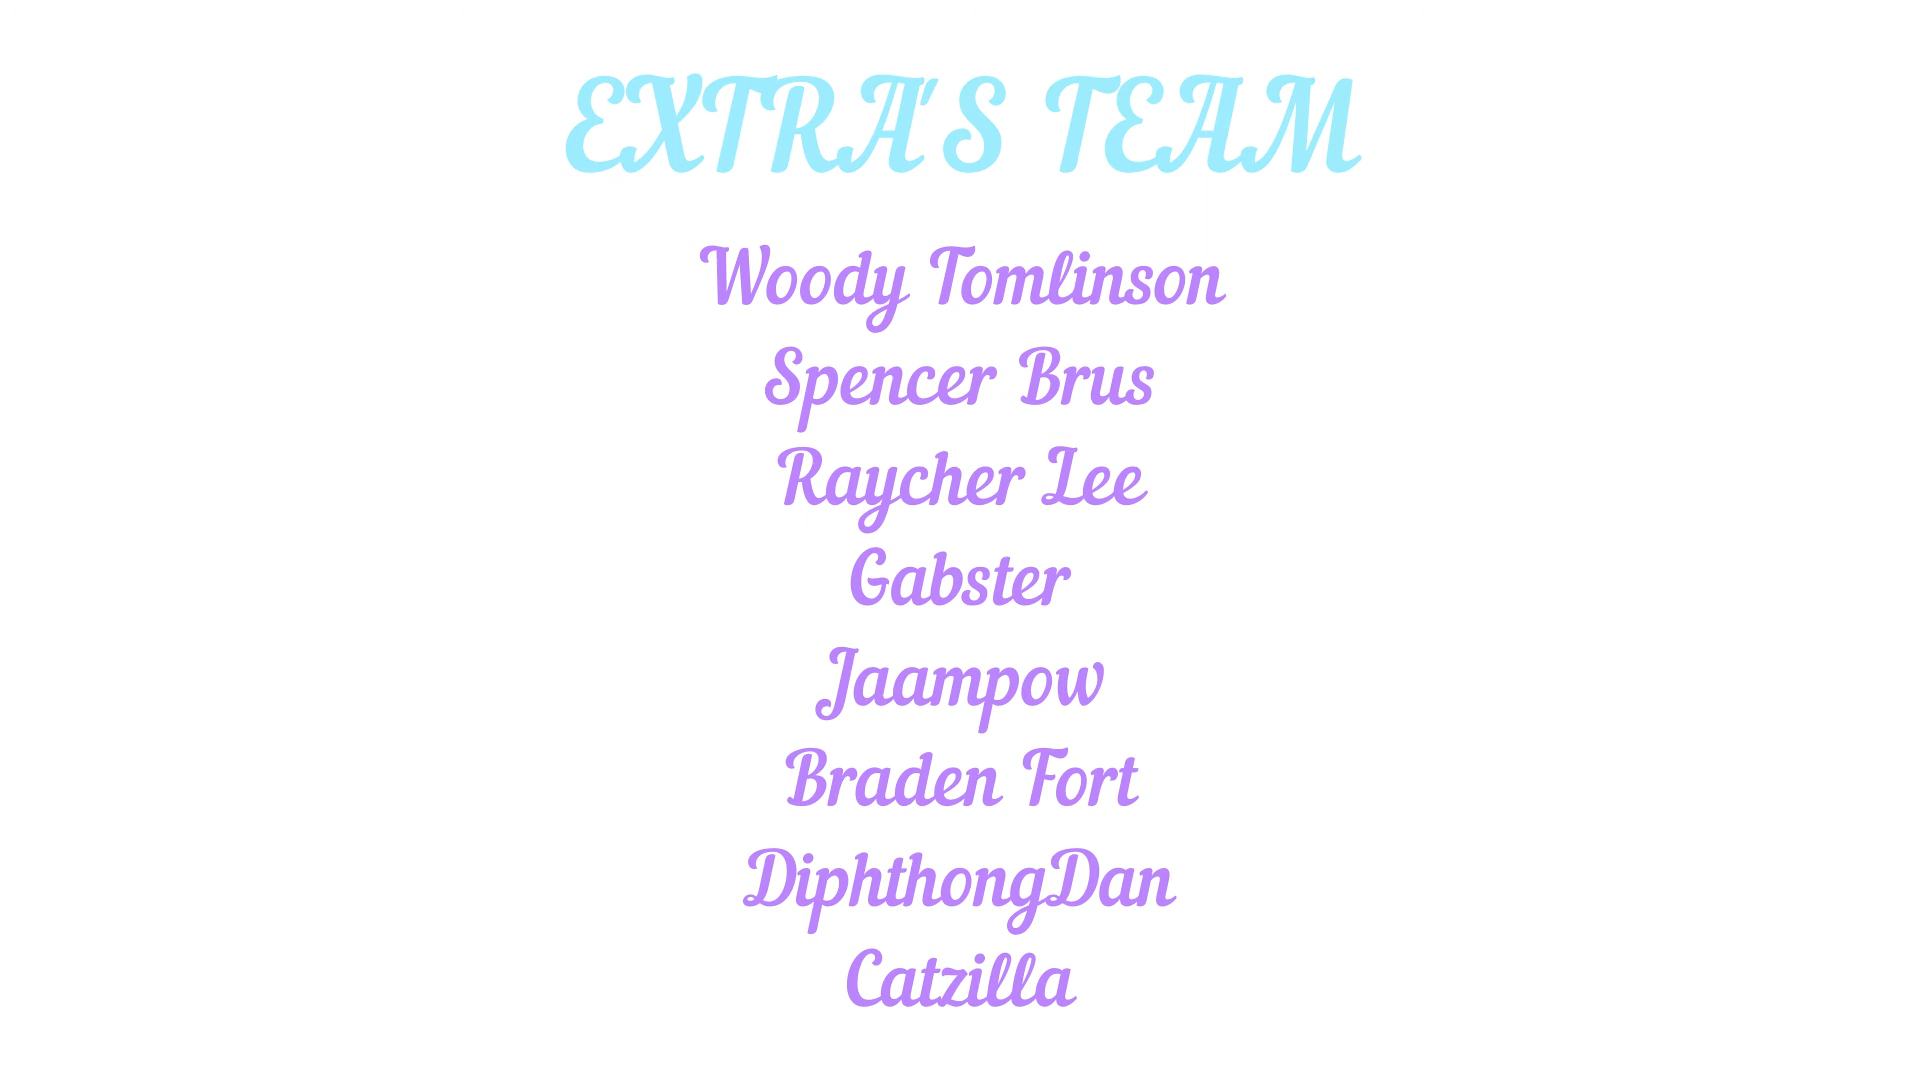 EXTRA'S TEAM
Woody Tomlinson
Spencer Brus
Raycher Lee
Gabster
Jaampow
Braden Fort
DiphthongDan
Catzilla